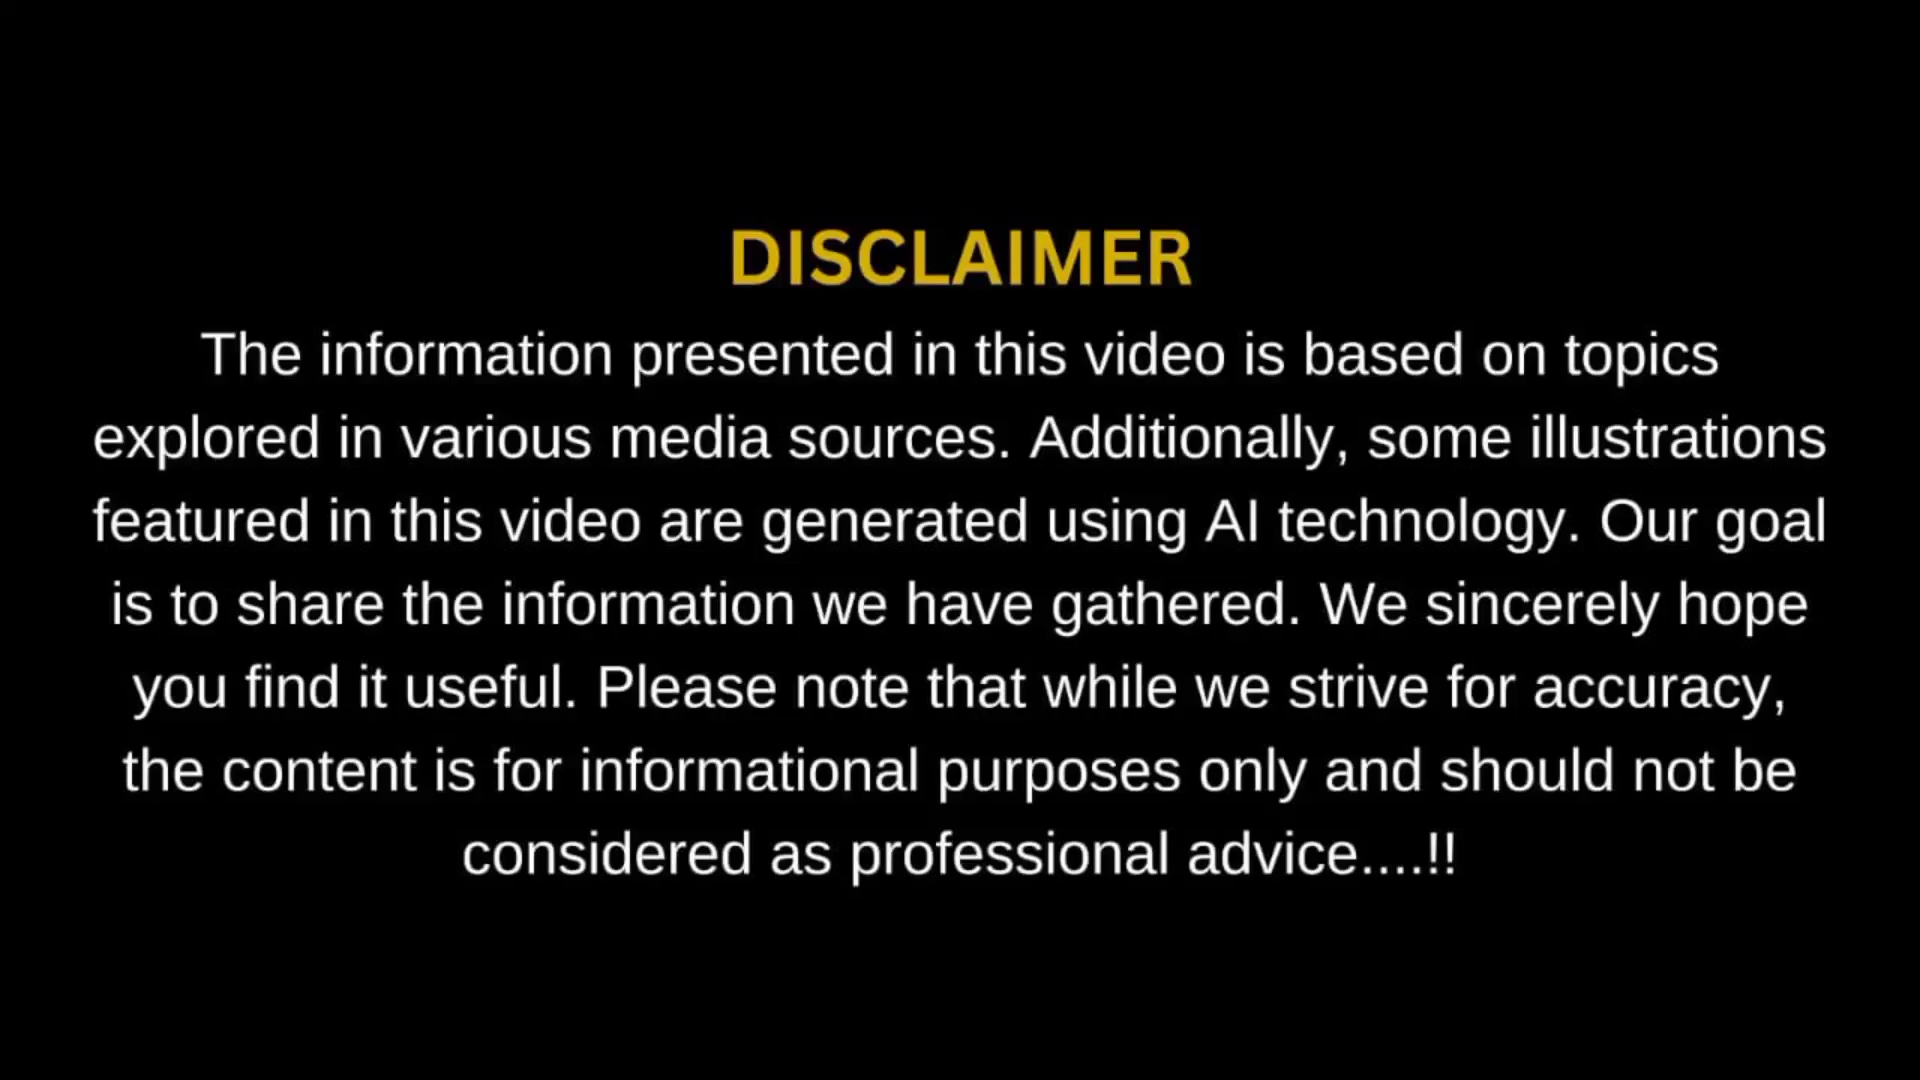 DISCLAIMER
The information presented in this video is based on topics
explored in various media sources. Additionally, some illustrations
featured in this video are generated using AI technology. Our goal
is to share the information we have gathered. We sincerely hope
you find it useful. Please note that while we strive for accuracy,
the content is for informational purposes only and should not be
considered as professional advice....!!